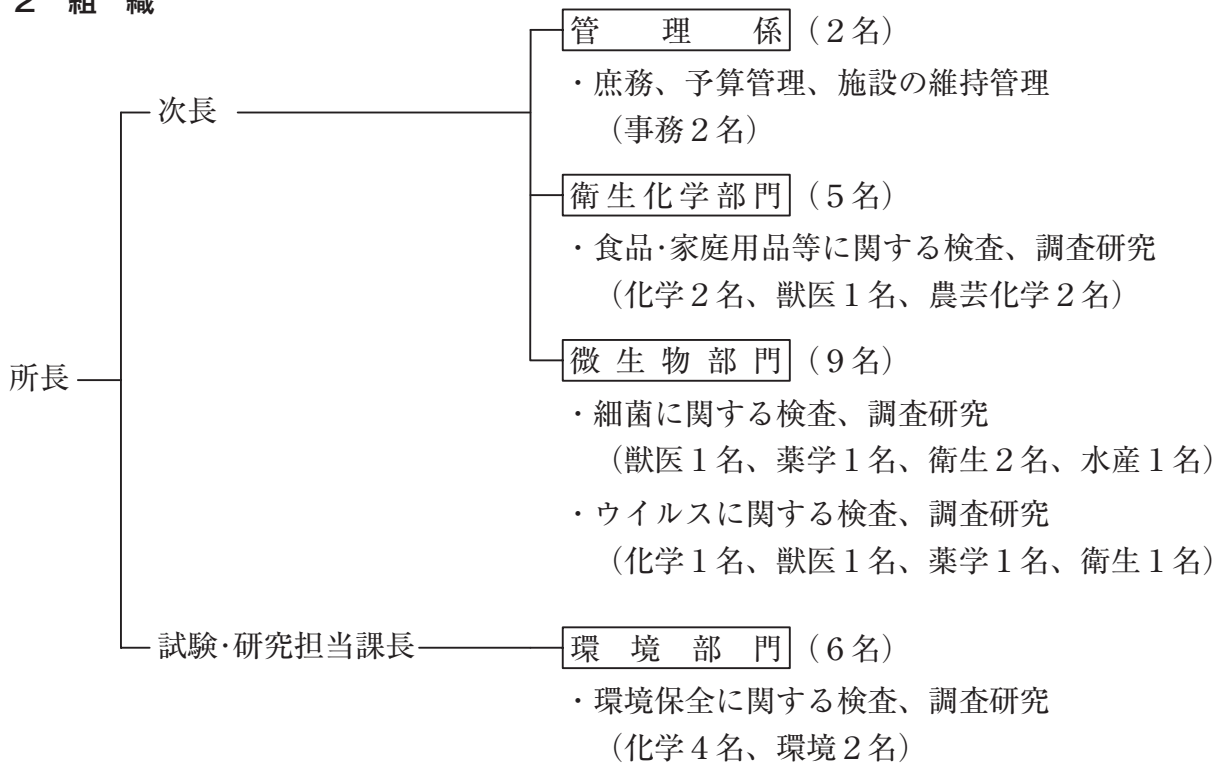 2 組 織
管理係（2名）
・庶務、予算管理、施設の維持管理
（事務2名）
次長
衛生化学部門（5名）
・食品・家庭用品等に関する検査、調査研究
（化学2名、獣医1名、農芸化学2名）
微生物部門（9名）
所長
・細菌に関する検査、調査研究
（獣医1名、薬学1名、衛生2名、水産1名）
・ウイルスに関する検査、調査研究
（化学1名、獣医1名、薬学1名、衛生1名）
試験・研究担当課長
環境部門（6名）
・環境保全に関する検査、調査研究
（化学4名、環境2名）